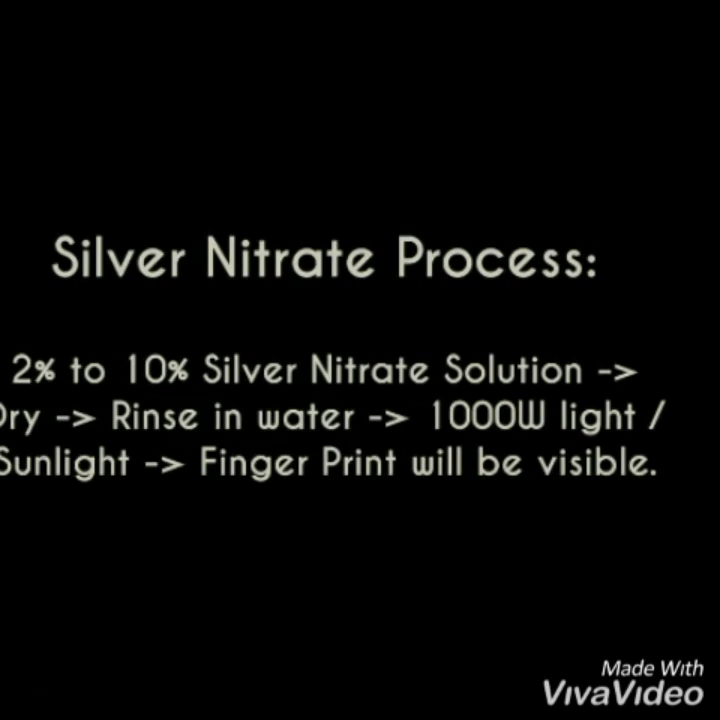 Silver Nitrate Process:
2% to 10% Silver Nitrate Solution ->
Dry -> Rinse in water -> 1000W light /
Sunlight -> Finger Print will be visible.
Made With
VivaVideo